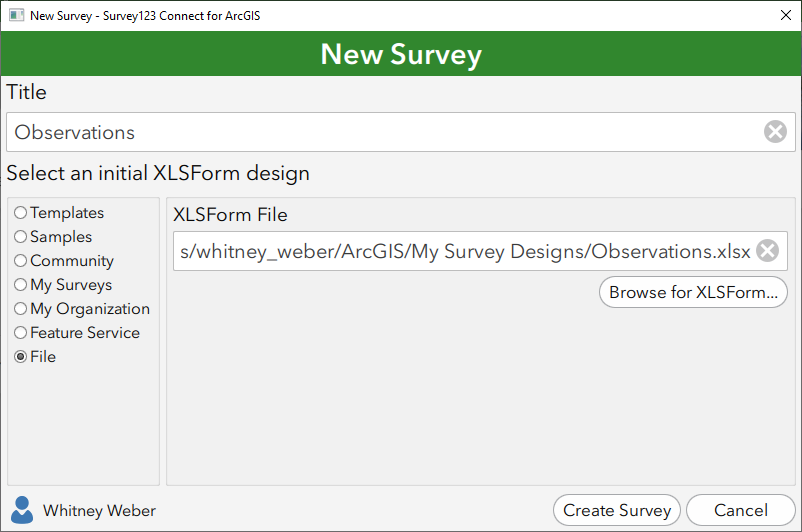 New Survey - Survey123 Connect for ArcGIS
New Survey
Title
Observations
Select an initial XLSForm design
Templates
Samples
Community
My Surveys
My Organization
Feature Service
File
XLSForm File
s/whitney_weber/ArcGIS/My Survey Designs/Observations.xlsx
Browse for XLSForm...
Whitney Weber
Create Survey
Cancel